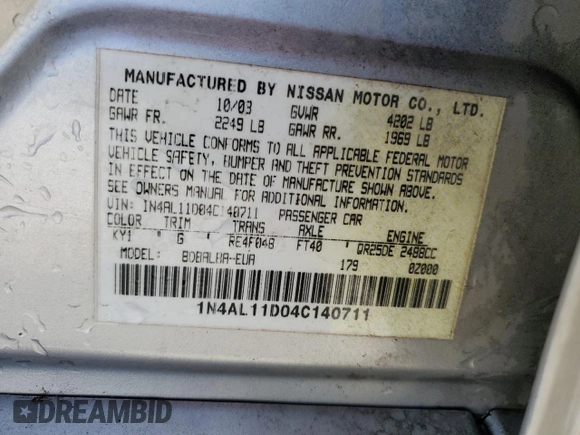 MANUFACTURED BY NISSAN MOTOR CO., LTD.
DATE 10/03 GVWR 4202 LB
GAWR FR. 2249 LB GAWR RR. 1969 LB
THIS VEHICLE CONFORMS TO ALL APPLICABLE FEDERAL MOTOR
VEHICLE SAFETY, BUMPER AND THEFT PREVENTION STANDARDS
IN EFFECT ON THE DATE OF MANUFACTURE SHOWN ABOVE.
SEE OWNERS MANUAL FOR ADDITIONAL INFORMATION.
VIN: 1N4AL11D04C140711 PASSENGER CAR
COLOR TRIM TRANS AXLE ENGINE
KY1 G RE4F04B FT40 QR25DE 2488CC
MODEL: BDBALBA-EUA 179 0Z000
1N4AL11D04C140711
DREAMBID